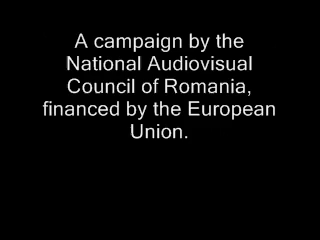 A campaign by the
National Audiovisual
Council of Romania,
financed by the European
Union.